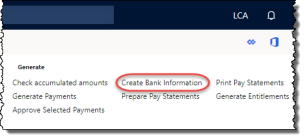 LCA
Generate
Check accumulated amounts Create Bank Information Print Pay Statements
Generate Payments Prepare Pay Statements Generate Entitlements
Approve Selected Payments